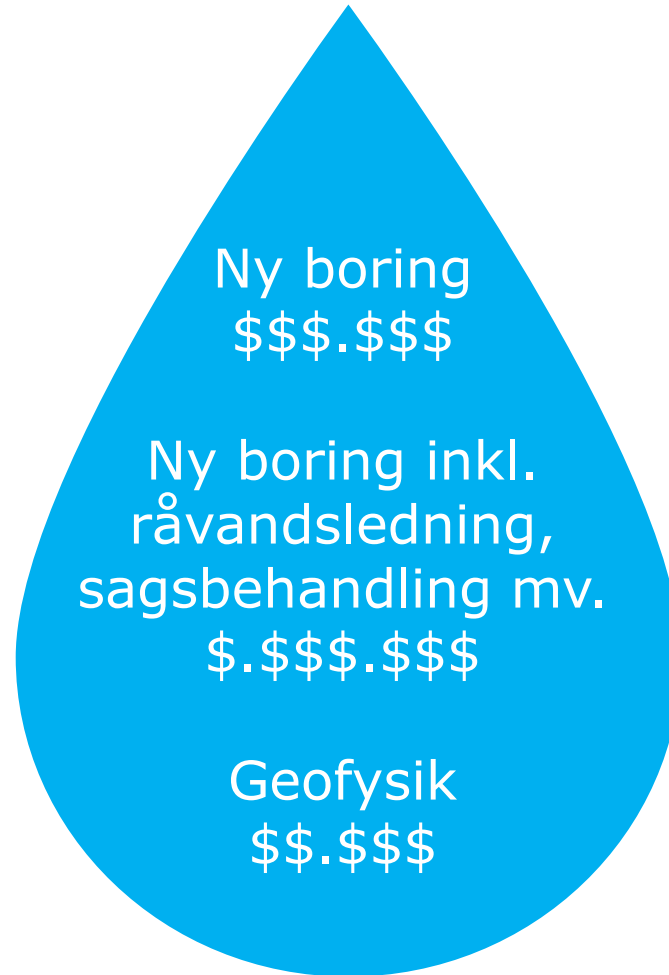 Ny boring
$$$.$$$
Ny boring inkl.
råvandsledning,
sagsbehandling mv.
$.$$$.$$$
Geofysik
$$.$$$